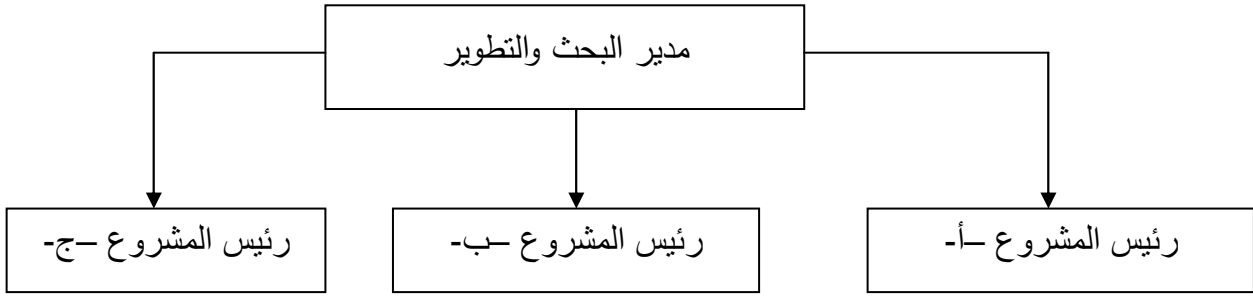 مدير البحث والتطوير
رئيس المشروع –أ-
رئيس المشروع –ب-
رئيس المشروع –ج-